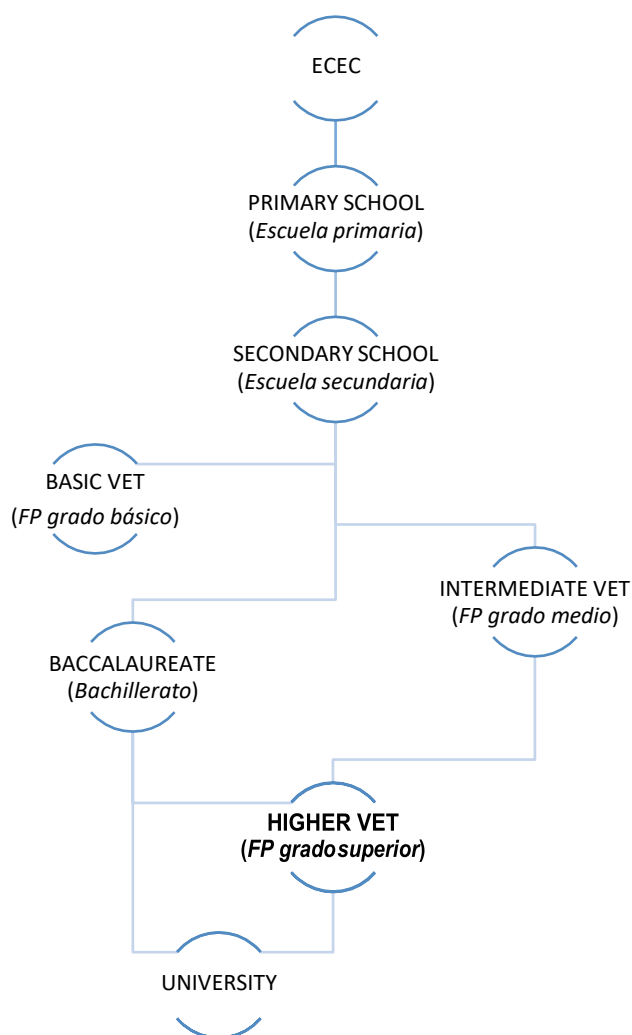 ECEC
PRIMARY SCHOOL
(Escuela primaria)
SECONDARY SCHOOL
(Escuela secundaria)
BASIC VET
(FP grado básico)
INTERMEDIATE VET
(FP grado medio)
BACCALAUREATE
(Bachillerato)
HIGHER VET
(FP gradosuperior)
UNIVERSITY